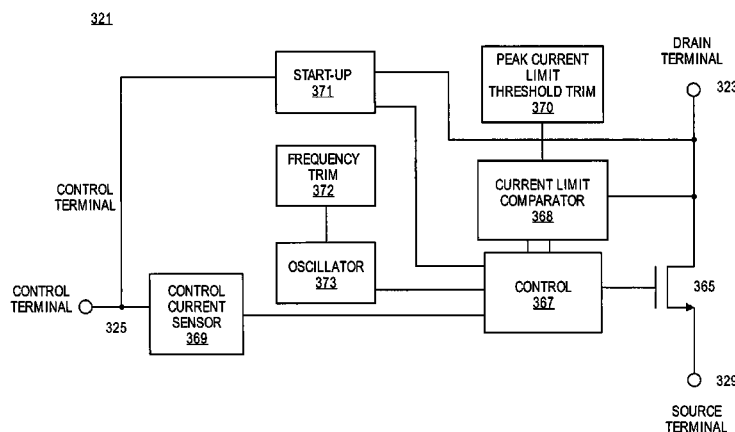 321
START-UP
371
PEAK CURRENT
LIMIT
THRESHOLD TRIM
370
DRAIN
TERMINAL
323
FREQUENCY
TRIM
372
CONTROL
TERMINAL
CURRENT LIMIT
COMPARATOR
368
OSCILLATOR
373
CONTROL
367
365
CONTROL
TERMINAL
325
CONTROL
CURRENT
SENSOR
369
329
SOURCE
TERMINAL